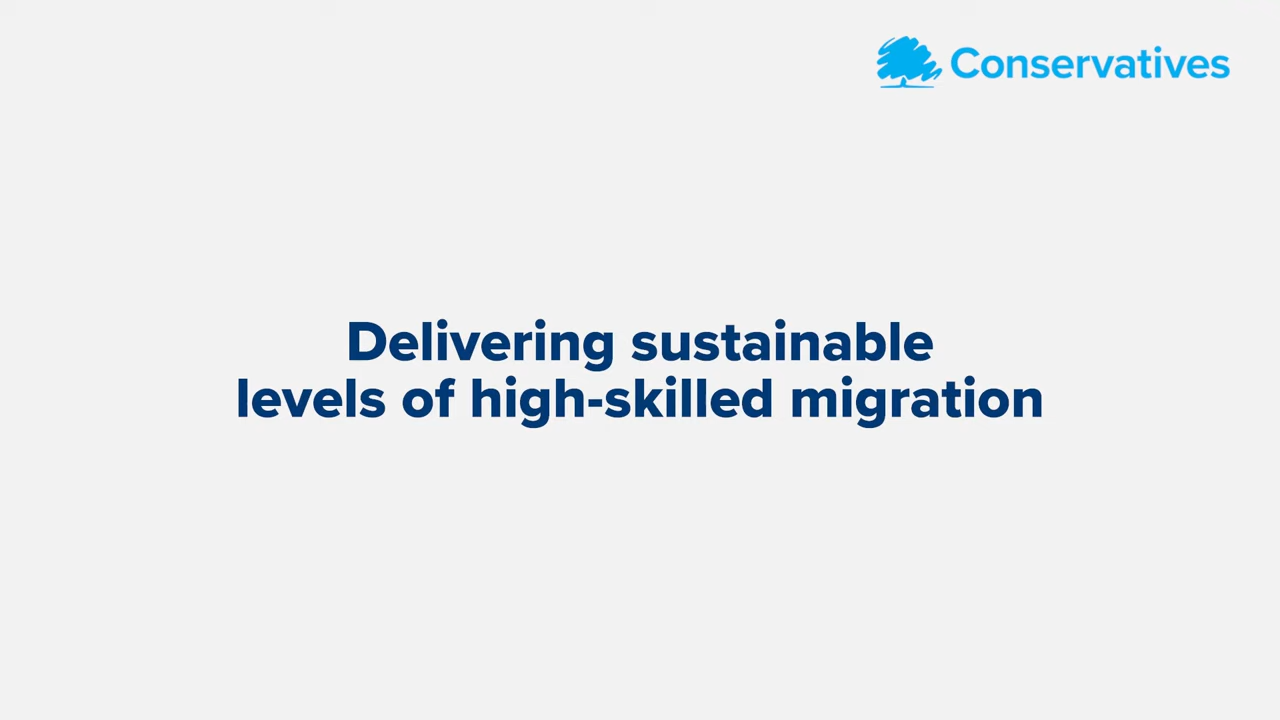 Conservatives
Delivering sustainable
levels of high-skilled migration